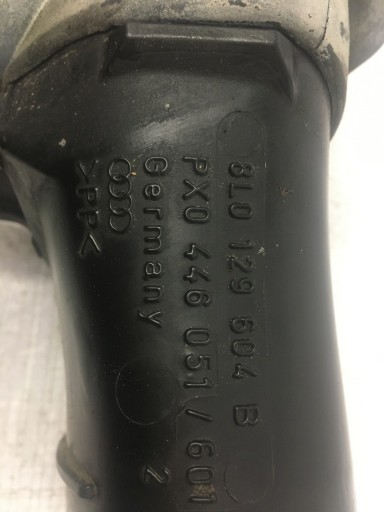 8L0 129 604 B
PX0 446 051 / 601
Germany 2
>PP<